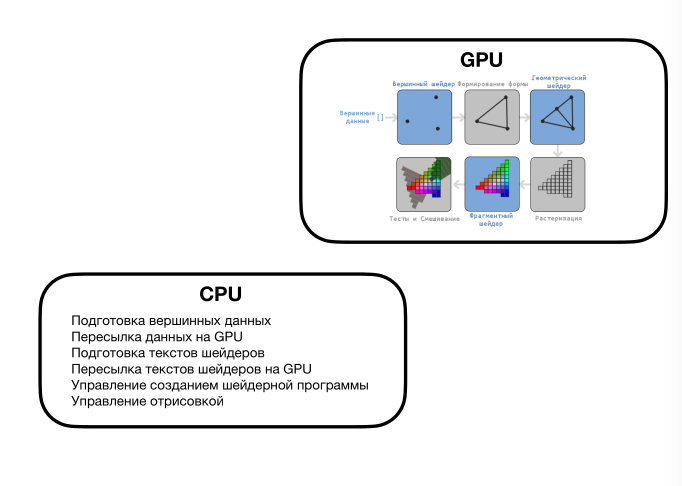 GPU
Вершинный шейдер
Формирование формы
Геометрический
шейдер
Вершинные
данные
[]
Тесты и Смешивание
Фрагментный
шейдер
Растеризация
CPU
Подготовка вершинных данных
Пересылка данных на GPU
Подготовка текстов шейдеров
Пересылка текстов шейдеров на GPU
Управление созданием шейдерной программы
Управление отрисовкой